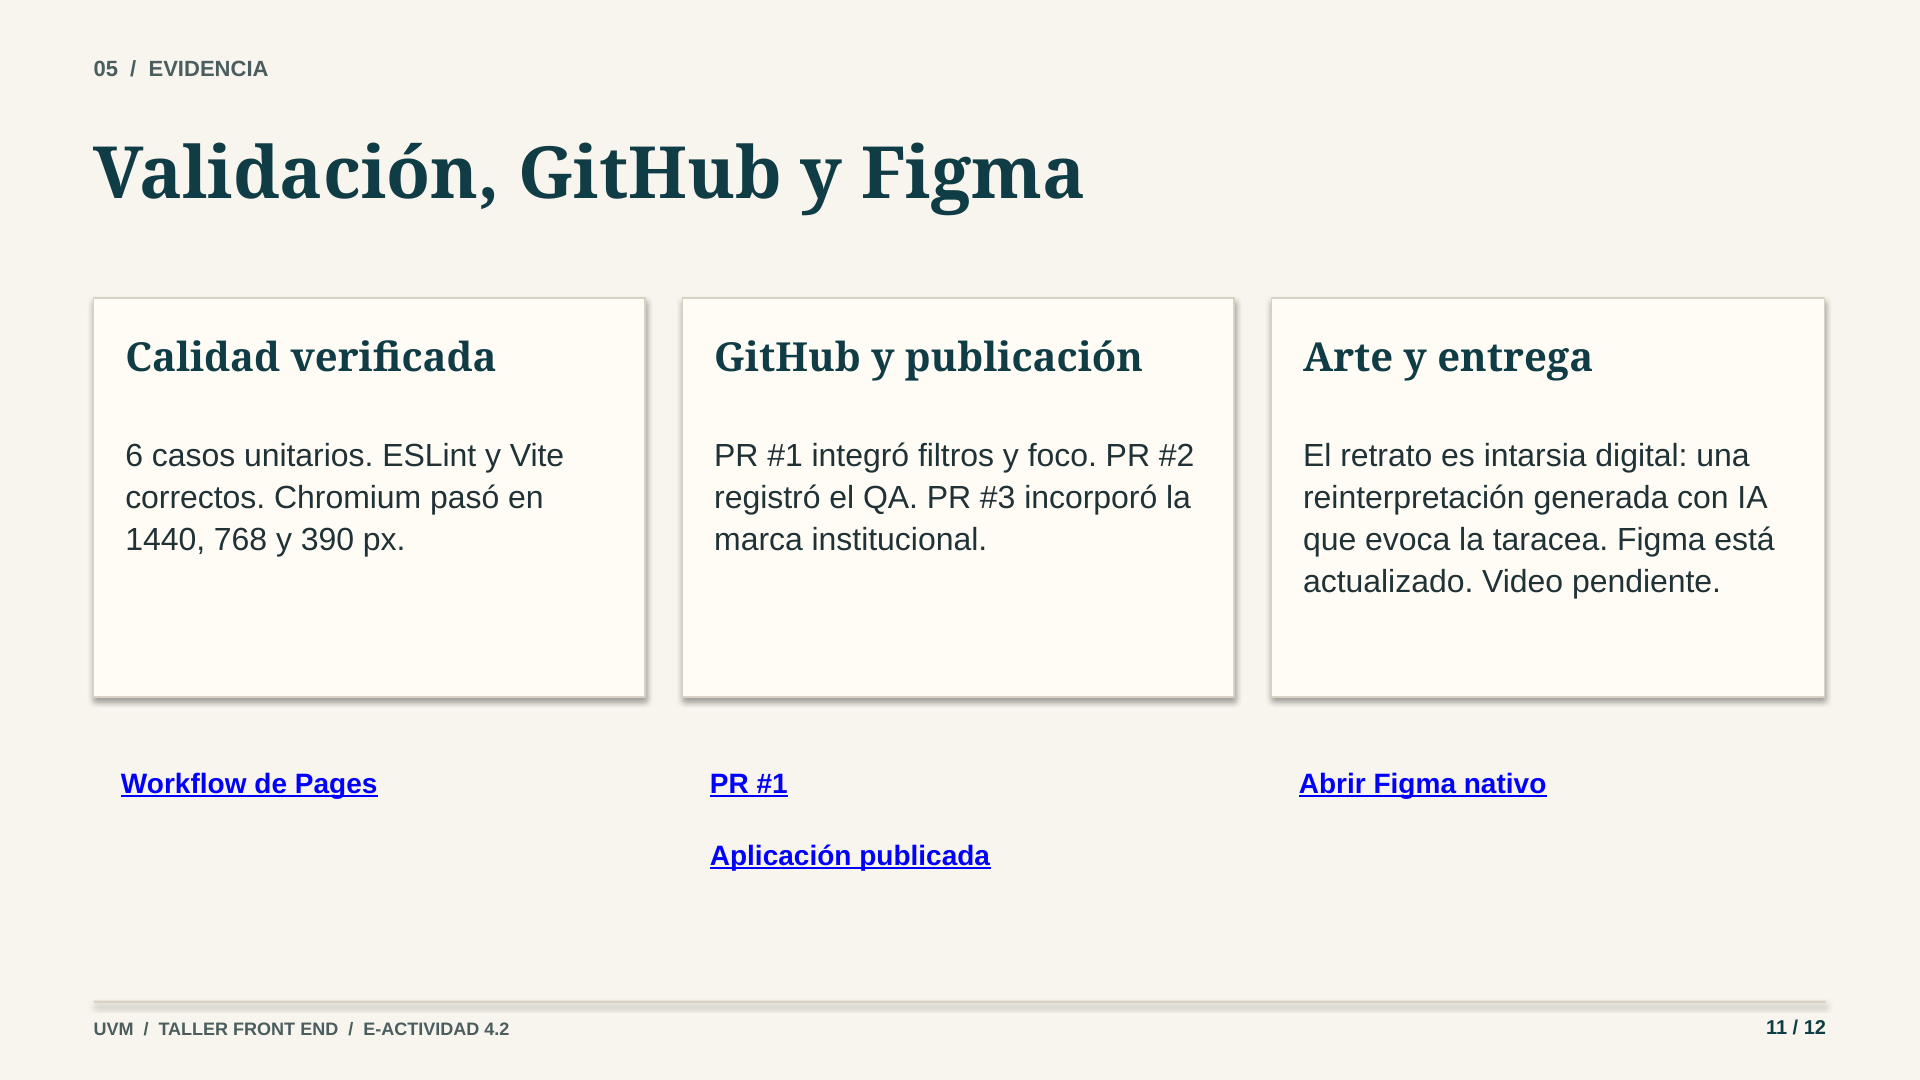 05 / EVIDENCIA
Validación, GitHub y Figma
Calidad verificada
6 casos unitarios. ESLint y Vite
correctos. Chromium pasó en
1440, 768 y 390 px.
GitHub y publicación
PR #1 integró filtros y foco. PR #2
registró el QA. PR #3 incorporó la
marca institucional.
Arte y entrega
El retrato es intarsia digital: una
reinterpretación generada con IA
que evoca la taracea. Figma está
actualizado. Video pendiente.
Workflow de Pages
PR #1
Aplicación publicada
Abrir Figma nativo
UVM / TALLER FRONT END / E-ACTIVIDAD 4.2
11 / 12